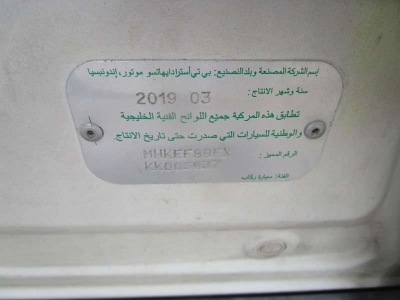 إسم الشركة المصنعة وبلد التصنيع: بي تي أسترا دايهاتسو موتور، إندونيسيا
سنة وشهر الانتاج : 2019 03
تطابق هذه المركبة جميع اللوائح الفنية الخليجية
والوطنية للسيارات التي صدرت حتى تاريخ الانتاج.
الرقم المميز :
الفئة: سيارة ركاب